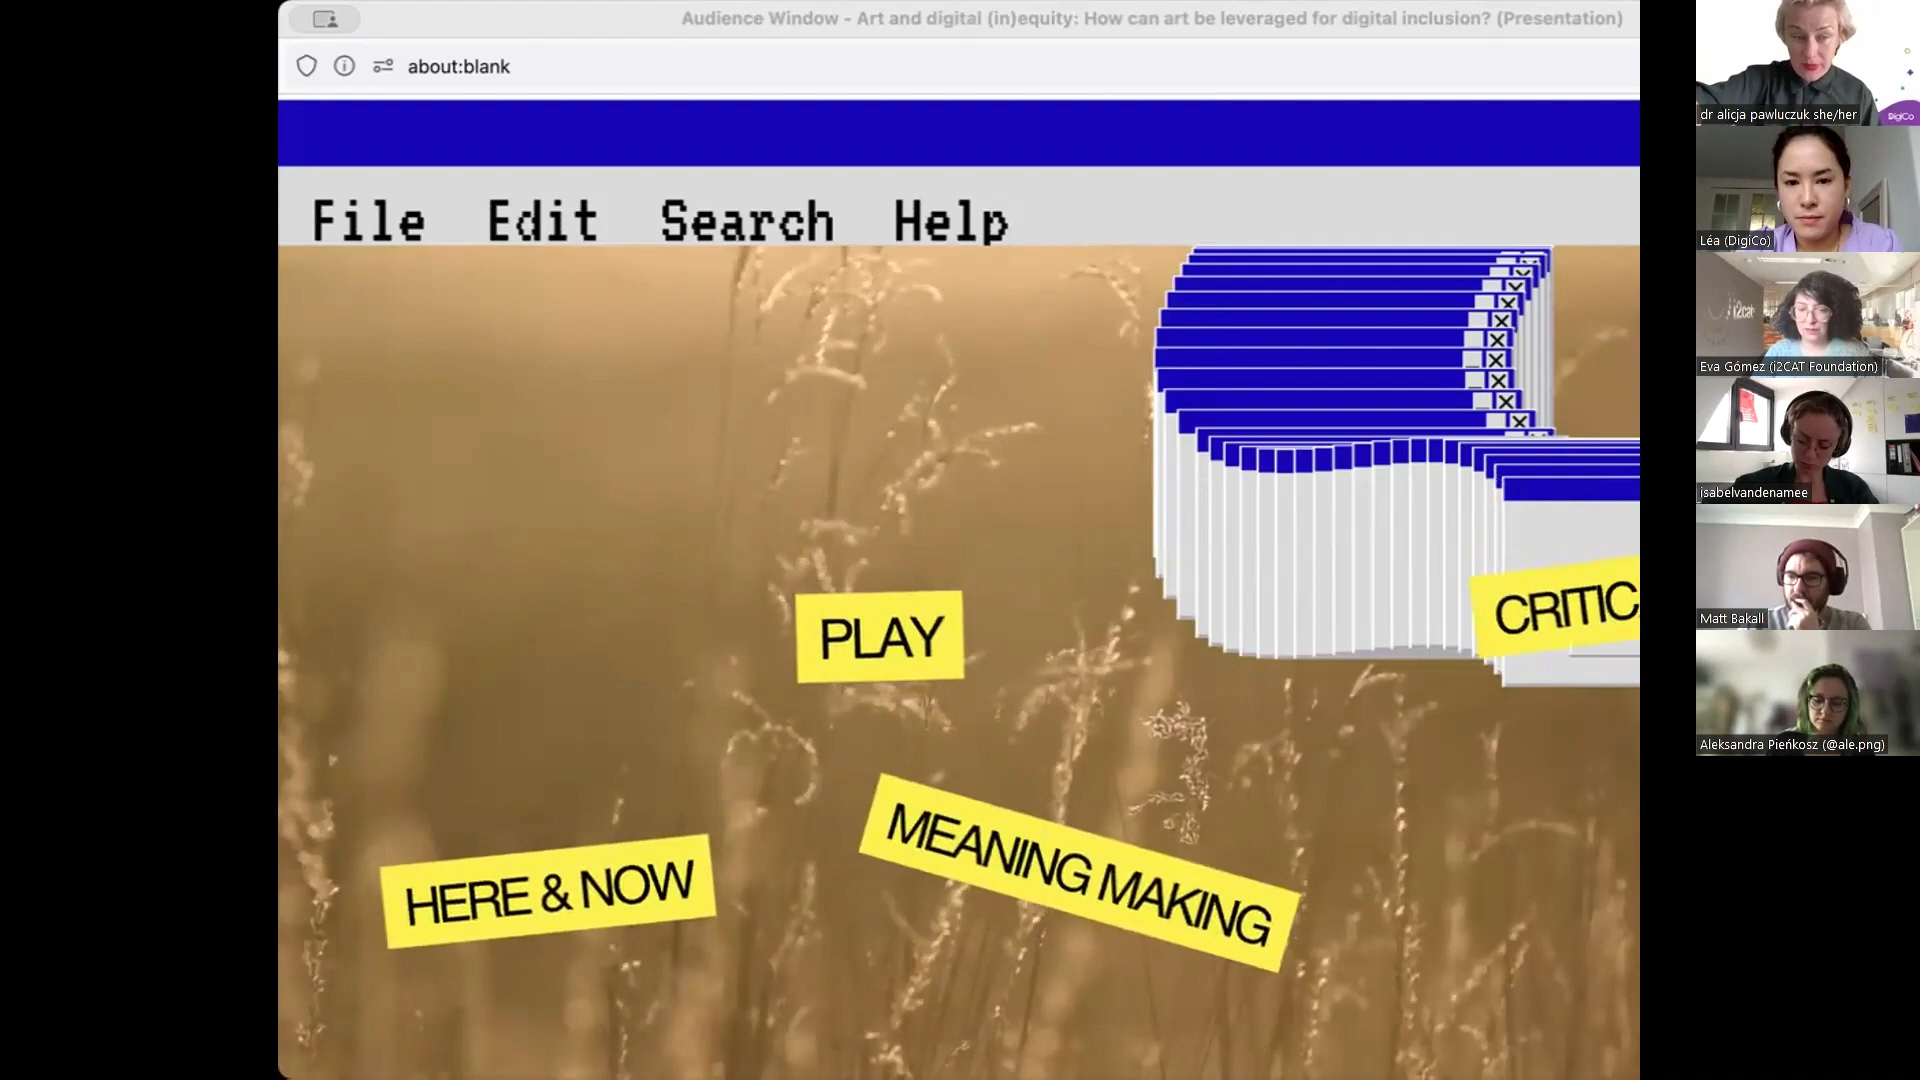 Audience Window - Art and digital (in)equity: How can art be leveraged for digital inclusion? (Presentation)
about:blank
File Edit Search Help
PLAY
CRITIC
HERE & NOW
MEANING MAKING
dr alicja pawluczuk she/her
DigiCo
Léa (DigiCo)
i2cat
Eva Gómez (i2CAT Foundation)
isabelvandenamee
Matt Bakall
Aleksandra Pieńkosz (@ale.png)